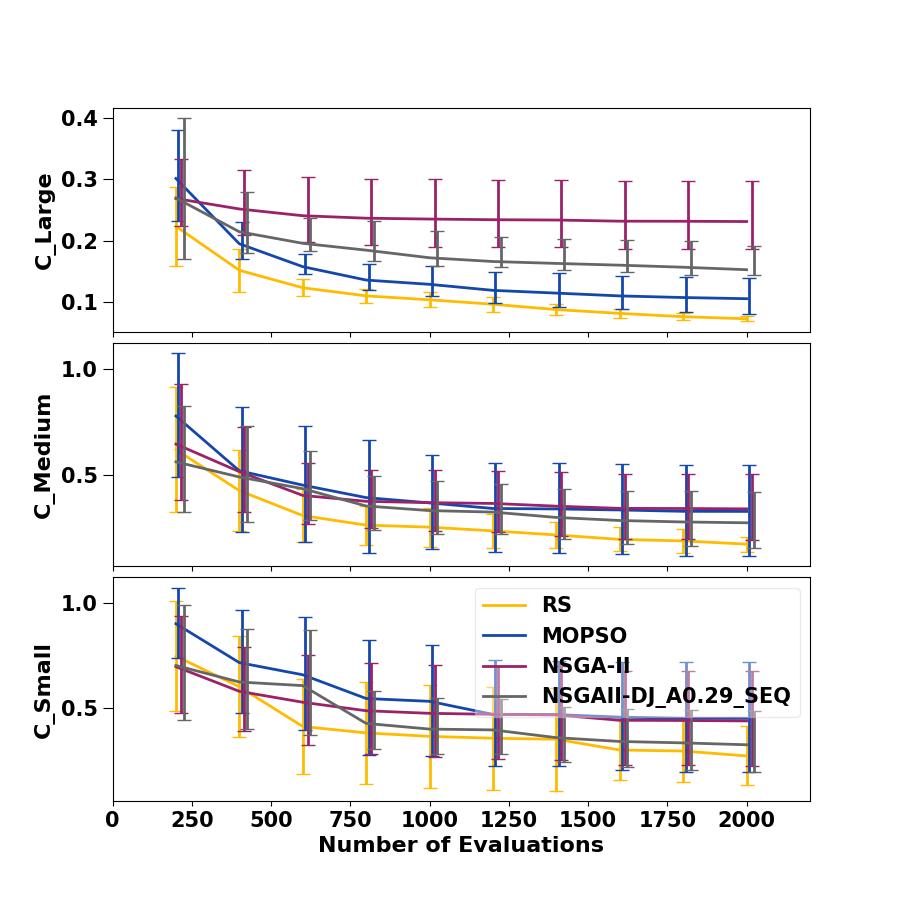 0.4
0.3
0.2
0.1
C_Large
1.0
0.5
C_Medium
1.0
0.5
C_Small
RS
MOPSO
NSGA-II
NSGAII-DJ_A0.29_SEQ
0 250 500 750 1000 1250 1500 1750 2000
Number of Evaluations